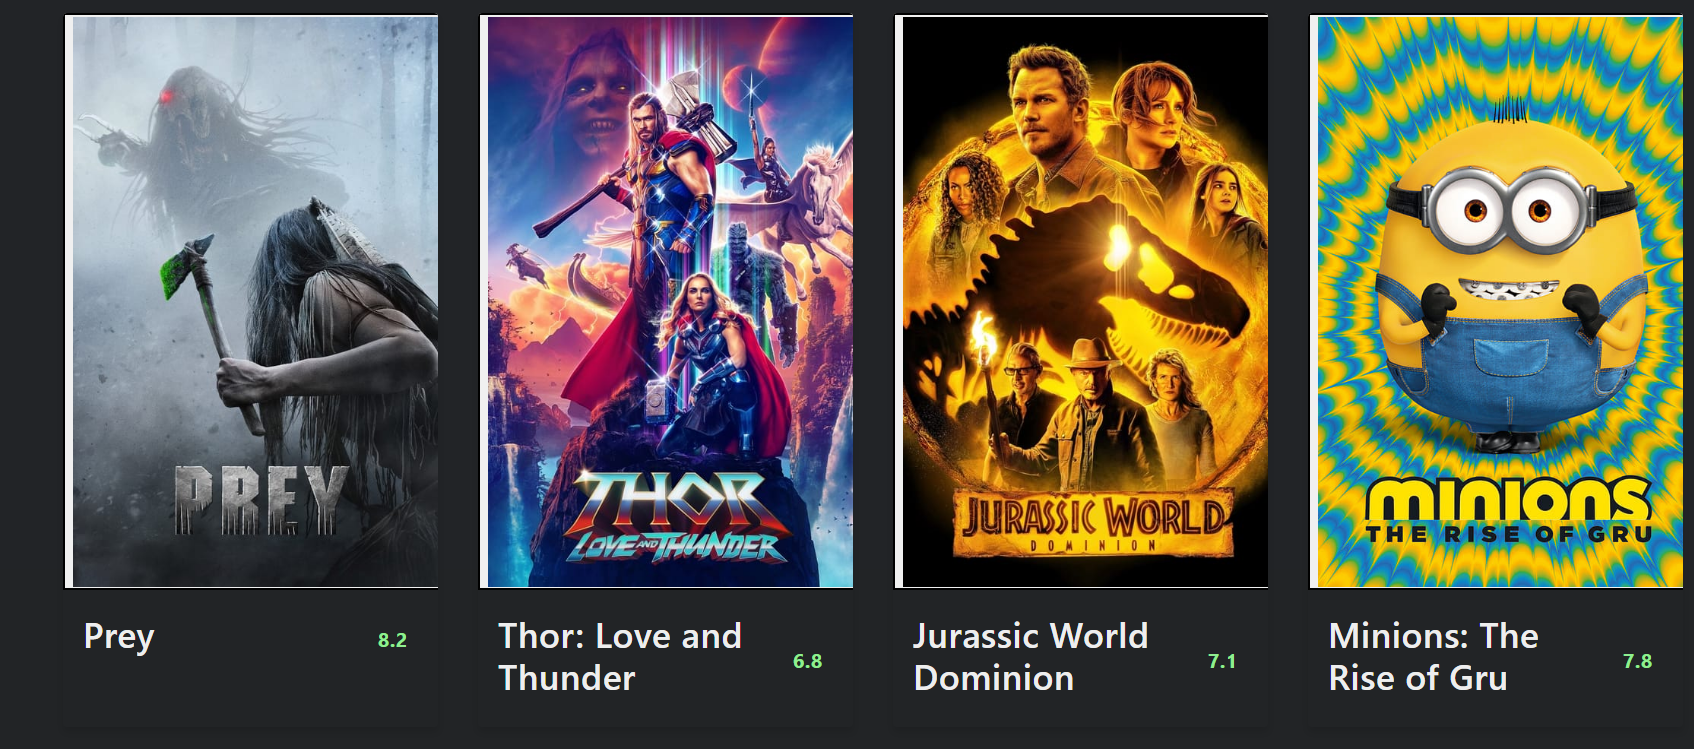 PREY
THOR
LOVE AND THUNDER
JURASSIC WORLD
DOMINION
minions
THE RISE OF GRU
Prey
8.2
Thor: Love and
Thunder
6.8
Jurassic World
Dominion
7.1
Minions: The
Rise of Gru
7.8